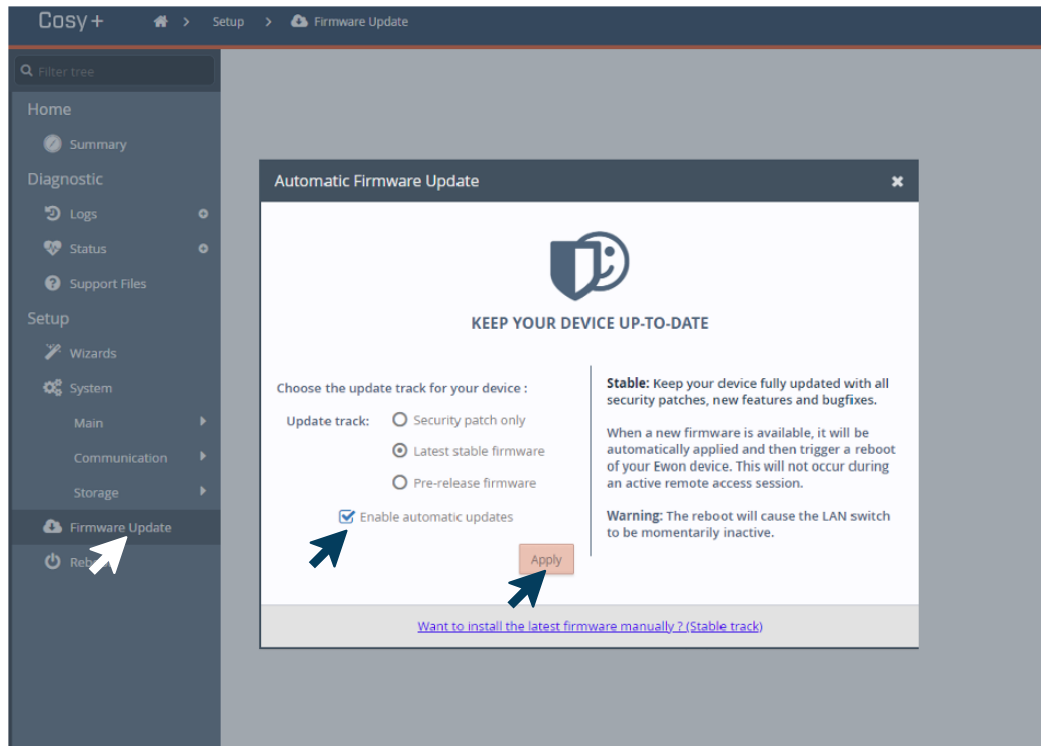 Cosy+ > Setup > Firmware Update
Filter tree
Home
Summary
Diagnostic
Logs
Status
Support Files
Setup
Wizards
System
Main
Communication
Storage
Firmware Update
Automatic Firmware Update
KEEP YOUR DEVICE UP-TO-DATE
Choose the update track for your device :
Update track:
Security patch only
Latest stable firmware
Pre-release firmware
Enable automatic updates
Apply
Stable: Keep your device fully updated with all
security patches, new features and bugfixes.
When a new firmware is available, it will be
automatically applied and then trigger a reboot
of your Ewon device. This will not occur during
an active remote access session.
Warning: The reboot will cause the LAN switch
to be momentarily inactive.
Want to install the latest firmware manually ? (Stable track)